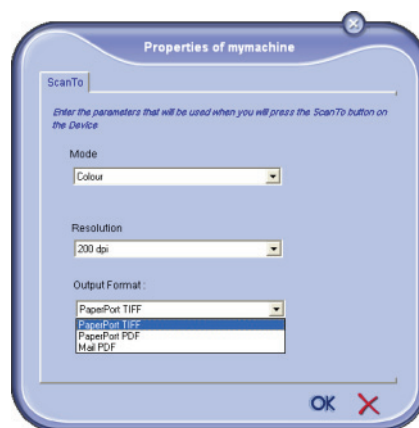 Properties of mymachine
ScanTo
Enter the parameters that will be used when you will press the ScanTo button on
the Device
Mode
Colour
Resolution
200 dpi
Output Format :
PaperPort TIFF
PaperPort TIFF
PaperPort PDF
Mail PDF
OK